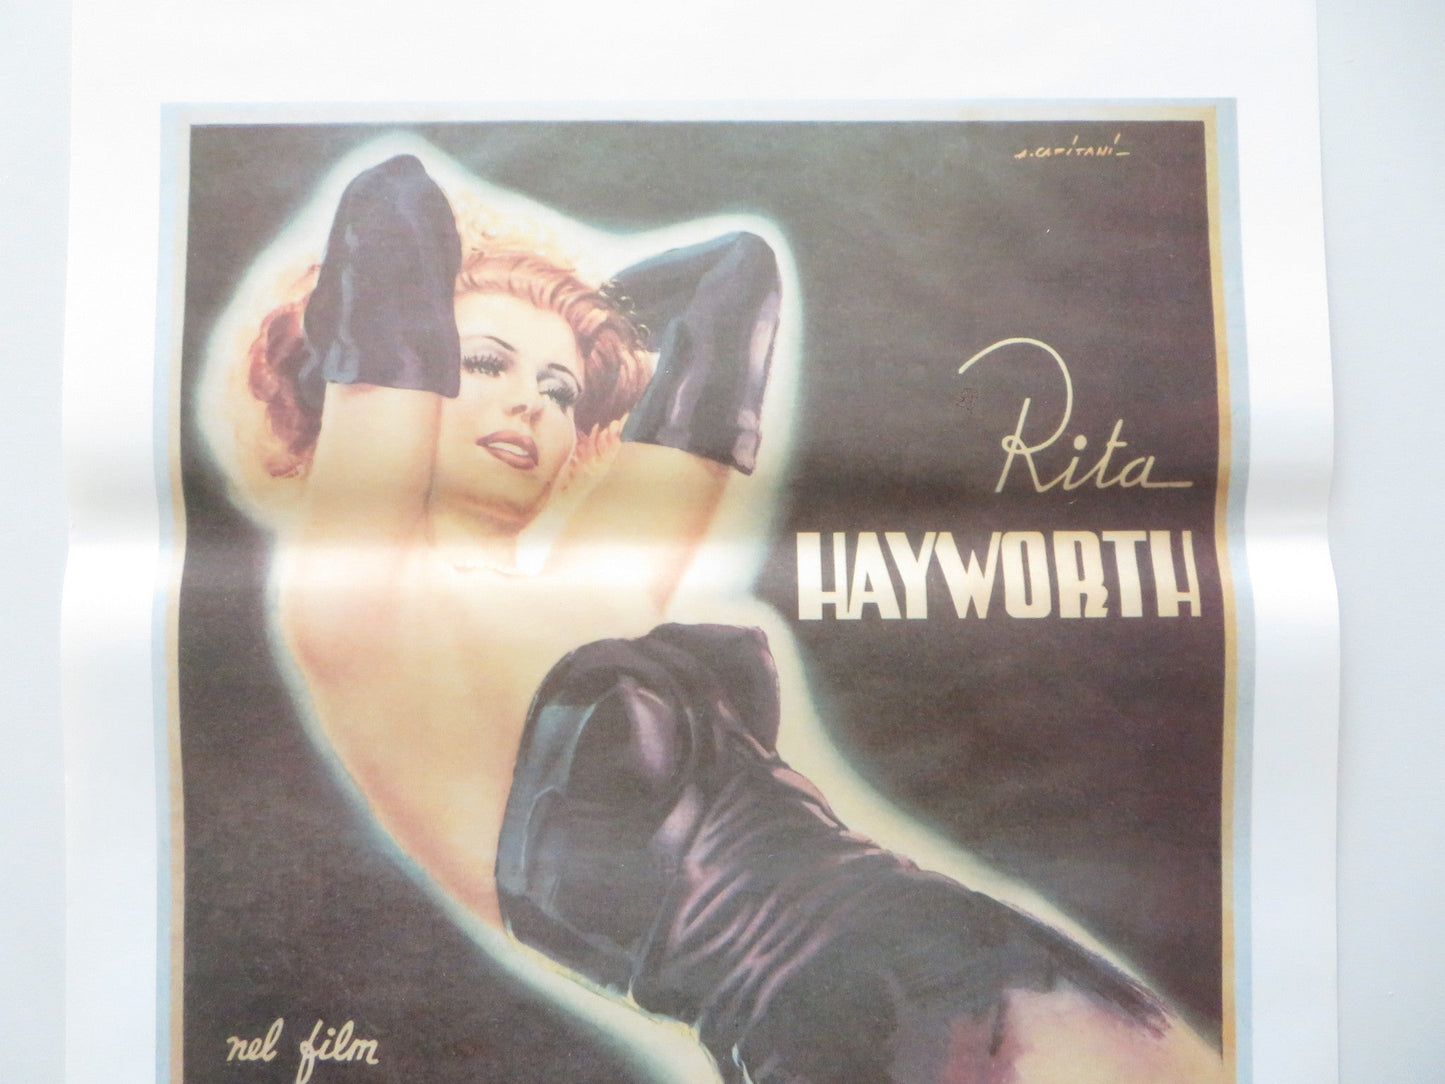 A. CAPITANI
Rita
HAYWORTH
nel film